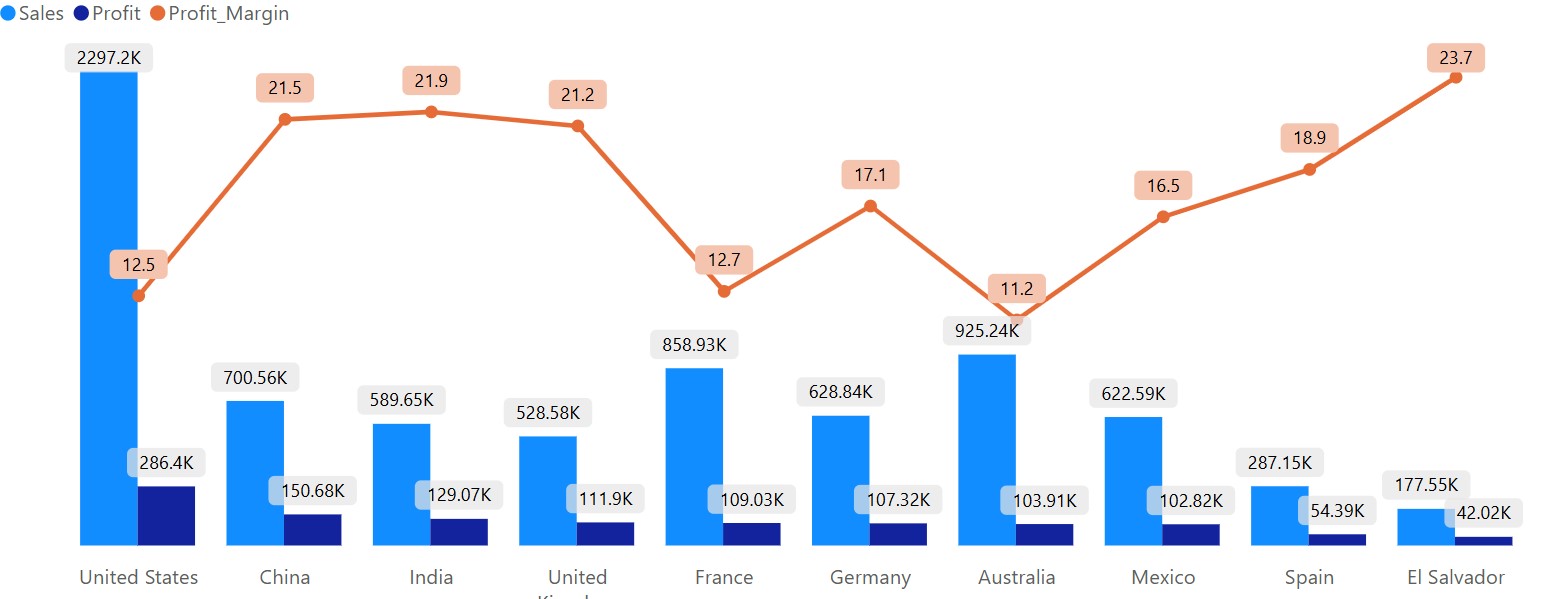 Sales Profit Profit_Margin
2297.2K
23.7
21.5
21.9
21.2
18.9
17.1
16.5
12.5
12.7
11.2
925.24K
858.93K
700.56K
628.84K
622.59K
589.65K
528.58K
286.4K
287.15K
177.55K
150.68K
129.07K
111.9K
109.03K
107.32K
103.91K
102.82K
54.39K
42.02K
United States China India United France Germany Australia Mexico Spain El Salvador